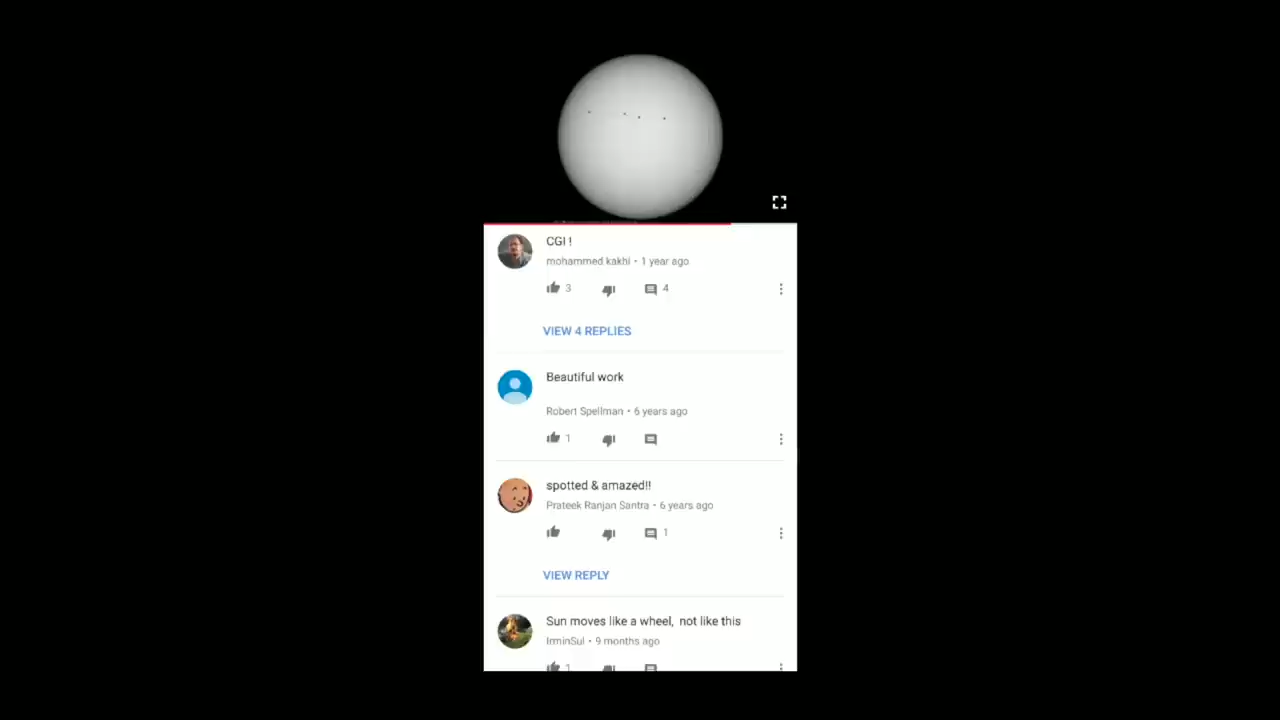 CGI !
mohammed kakhi • 1 year ago
3
4
VIEW 4 REPLIES
Beautiful work
Robert Spellman • 6 years ago
1
spotted & amazed!!
Prateek Ranjan Santra • 6 years ago
1
VIEW REPLY
Sun moves like a wheel, not like this
IrminSul • 9 months ago
1